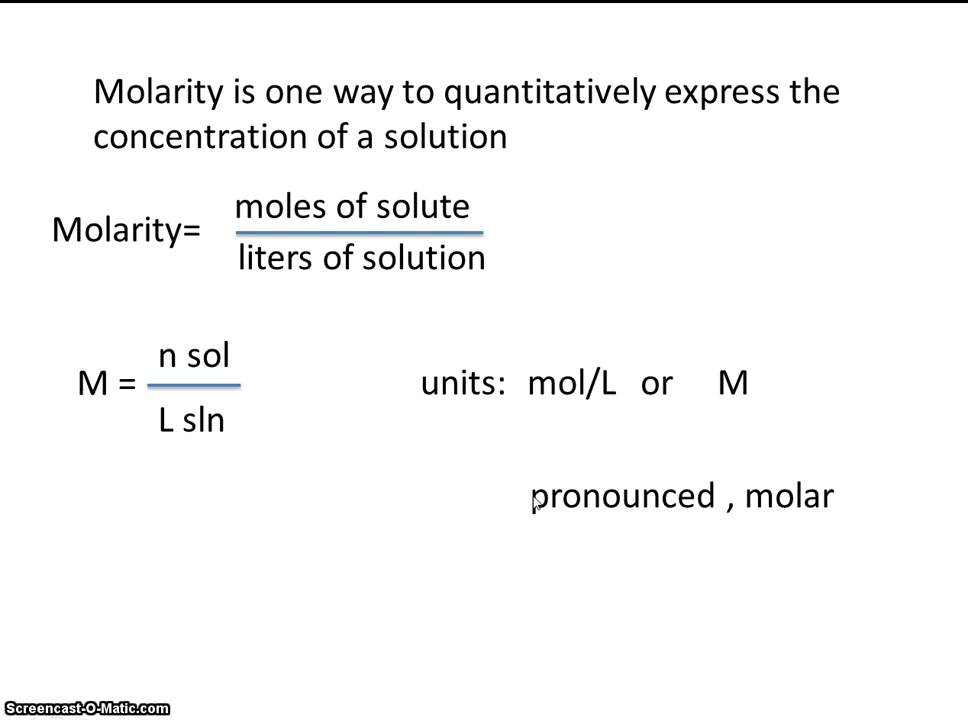 Molarity is one way to quantitatively express the
concentration of a solution
Molarity=
moles of solute
liters of solution
M =
n sol
L sln
units: mol/L or M
pronounced , molar
Screencast-O-Matic.com